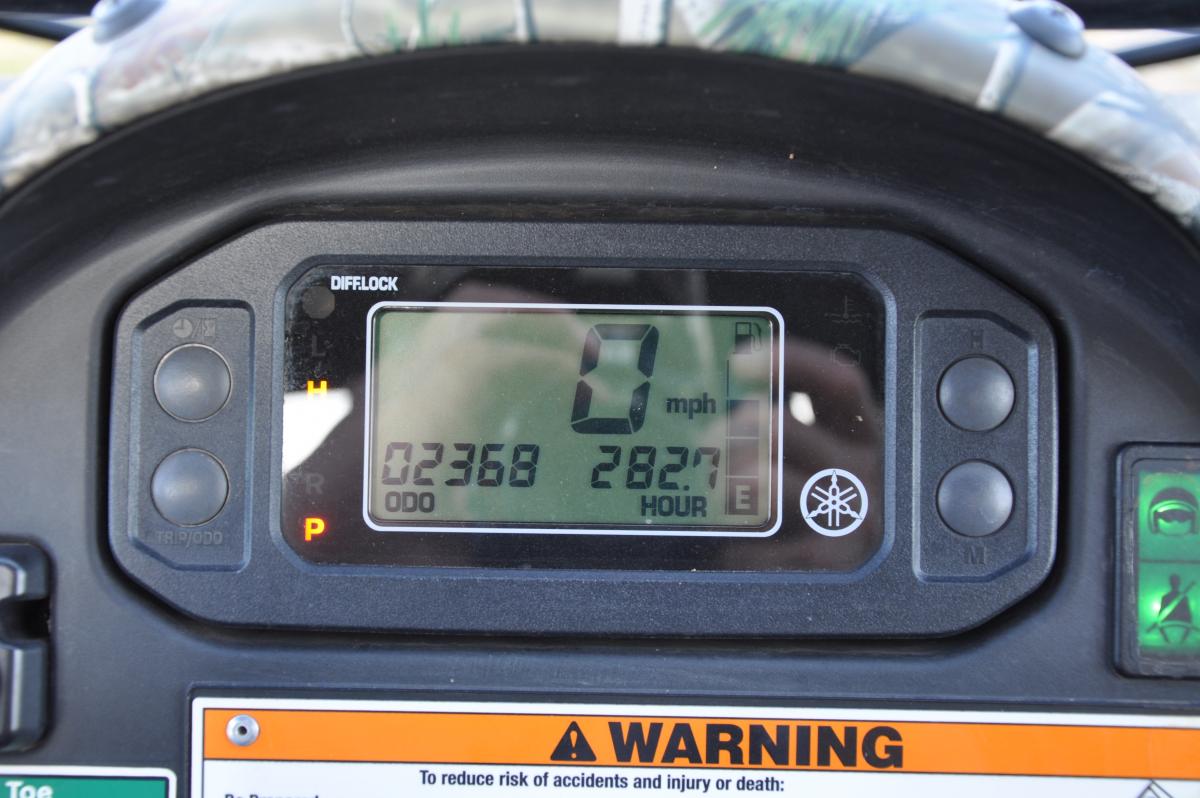 DIFF.LOCK
L
H
R
P
0 mph
02368 282.7
ODO HOUR
E
TRIP/ODO
H
M
WARNING
To reduce risk of accidents and injury or death:
Toe